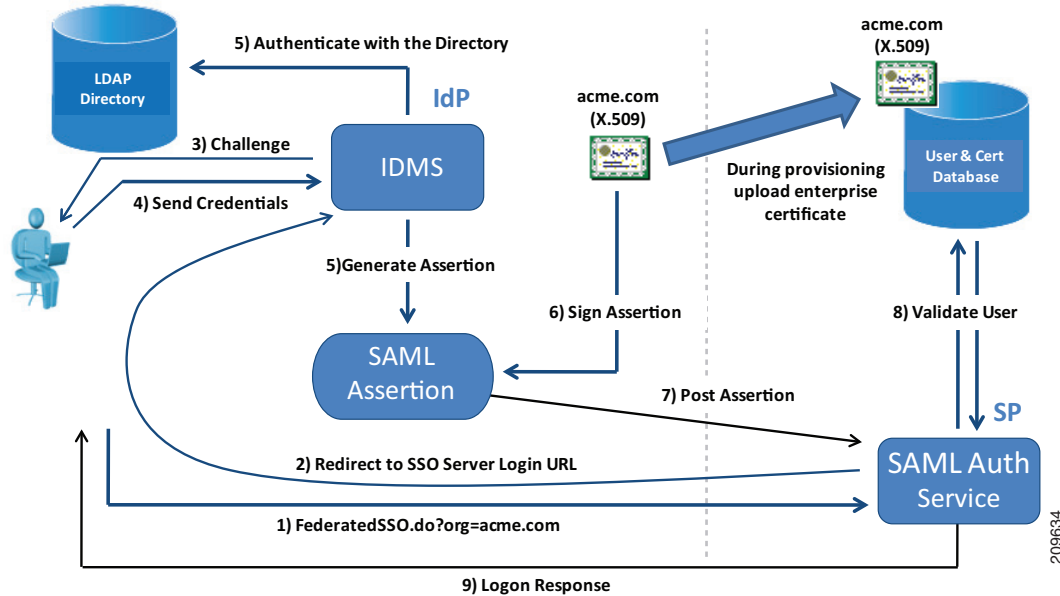 5) Authenticate with the Directory
LDAP
Directory
IdP
acme.com
(X.509)
acme.com
(X.509)
3) Challenge
IDMS
User & Cert
Database
During provisioning
upload enterprise
certificate
4) Send Credentials
5)Generate Assertion
6) Sign Assertion
8) Validate User
SAML
Assertion
7) Post Assertion
SP
2) Redirect to SSO Server Login URL
SAML Auth
Service
1) FederatedSSO.do?org=acme.com
9) Logon Response
209634